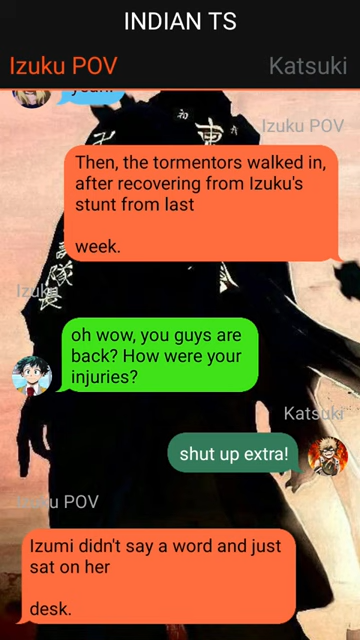 INDIAN TS
Izuku POV
Katsuki
yeah!
Izuku POV
Then, the tormentors walked in,
after recovering from Izuku's
stunt from last
week.
Izuku
oh wow, you guys are
back? How were your
injuries?
Katsuki
shut up extra!
Izuku POV
Izumi didn't say a word and just
sat on her
desk.